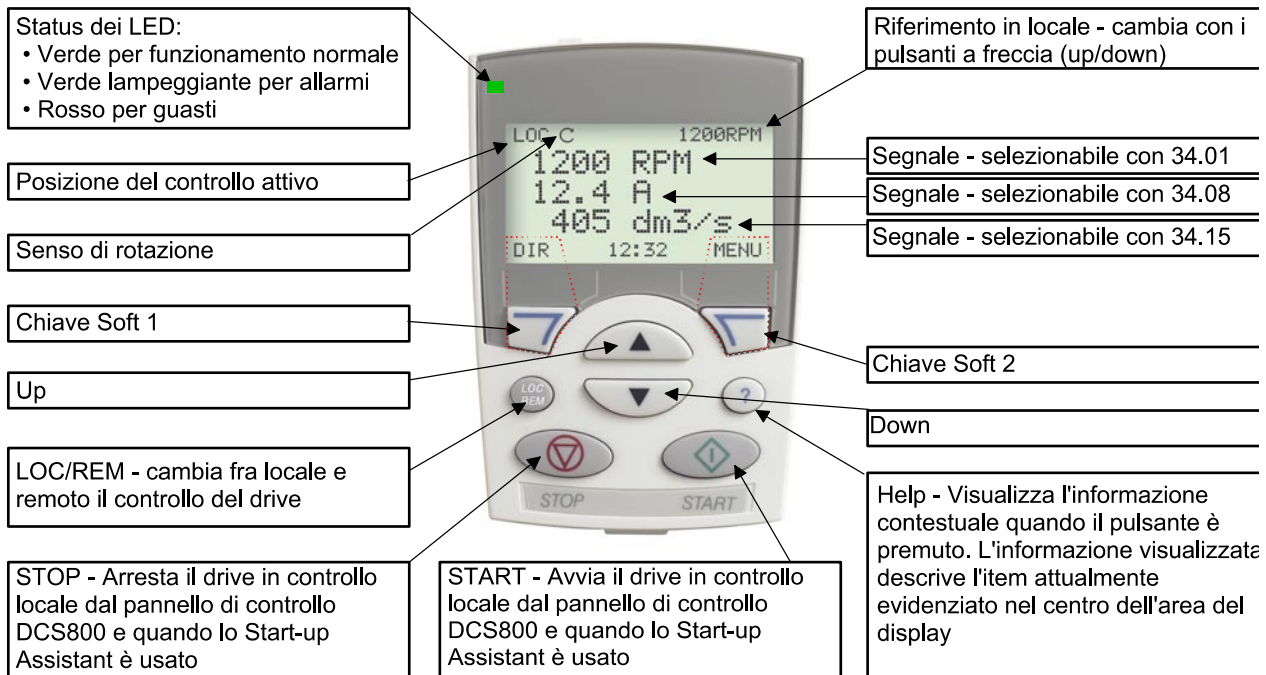 Status dei LED:
• Verde per funzionamento normale
• Verde lampeggiante per allarmi
• Rosso per guasti
Posizione del controllo attivo
Senso di rotazione
Chiave Soft 1
Up
LOC/REM - cambia fra locale e
remoto il controllo del drive
STOP - Arresta il drive in controllo
locale dal pannello di controllo
DCS800 e quando lo Start-up
Assistant è usato
LOC C 1200RPM
1200 RPM
12.4 A
405 dm3/s
DIR 12:32 MENU
LOC
REM
?
STOP START
START - Avvia il drive in controllo
locale dal pannello di controllo
DCS800 e quando lo Start-up
Assistant è usato
Riferimento in locale - cambia con i
pulsanti a freccia (up/down)
Segnale - selezionabile con 34.01
Segnale - selezionabile con 34.08
Segnale - selezionabile con 34.15
Chiave Soft 2
Down
Help - Visualizza l'informazione
contestuale quando il pulsante è
premuto. L'informazione visualizzata
descrive l'item attualmente
evidenziato nel centro dell'area del
display